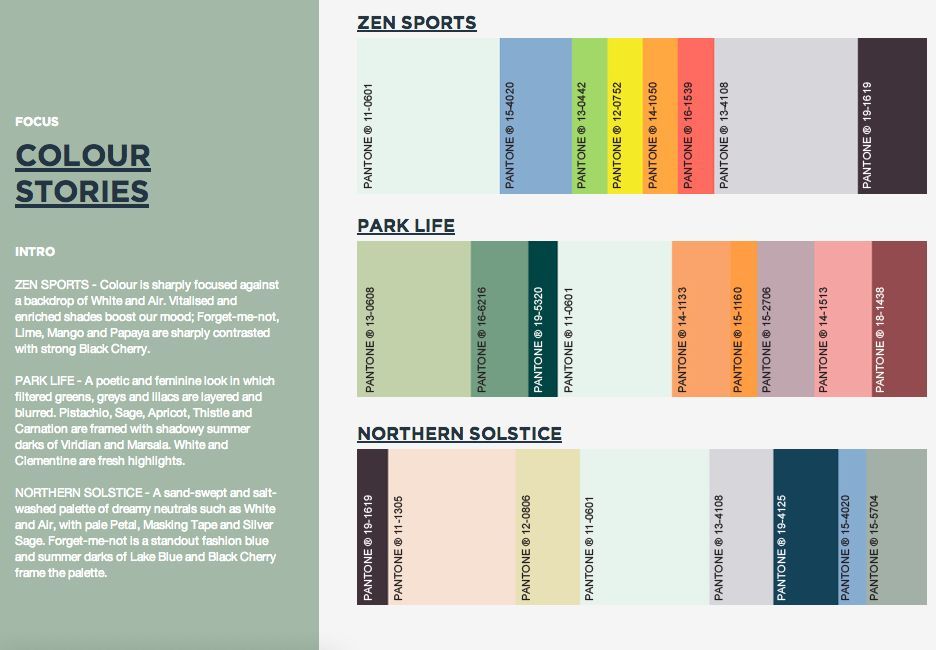 FOCUS
COLOUR
STORIES
INTRO
ZEN SPORTS - Colour is sharply focused against
a backdrop of White and Air. Vitalised and
enriched shades boost our mood; Forget-me-not,
Lime, Mango and Papaya are sharply contrasted
with strong Black Cherry.
PARK LIFE - A poetic and feminine look in which
filtered greens, greys and lilacs are layered and
blurred. Pistachio, Sage, Apricot, Thistle and
Carnation are framed with shadowy summer
darks of Viridian and Marsala. White and
Clementine are fresh highlights.
NORTHERN SOLSTICE - A sand-swept and salt-
washed palette of dreamy neutrals such as White
and Air, with pale Petal, Masking Tape and Silver
Sage. Forget-me-not is a standout fashion blue
and summer darks of Lake Blue and Black Cherry
frame the palette.
ZEN SPORTS
PANTONE ® 11-0601
PANTONE ® 15-4020
PANTONE ® 13-0442
PANTONE ® 12-0752
PANTONE ® 14-1050
PANTONE ® 16-1539
PANTONE ® 13-4108
PANTONE ® 19-1619
PARK LIFE
PANTONE ® 13-0608
PANTONE ® 16-6216
PANTONE ® 19-5320
PANTONE ® 11-0601
PANTONE ® 14-1133
PANTONE ® 15-1160
PANTONE ® 15-2706
PANTONE ® 14-1513
PANTONE ® 18-1438
NORTHERN SOLSTICE
PANTONE ® 19-1619
PANTONE ® 11-1305
PANTONE ® 12-0806
PANTONE ® 11-0601
PANTONE ® 13-4108
PANTONE ® 19-4125
PANTONE ® 15-4020
PANTONE ® 15-5704